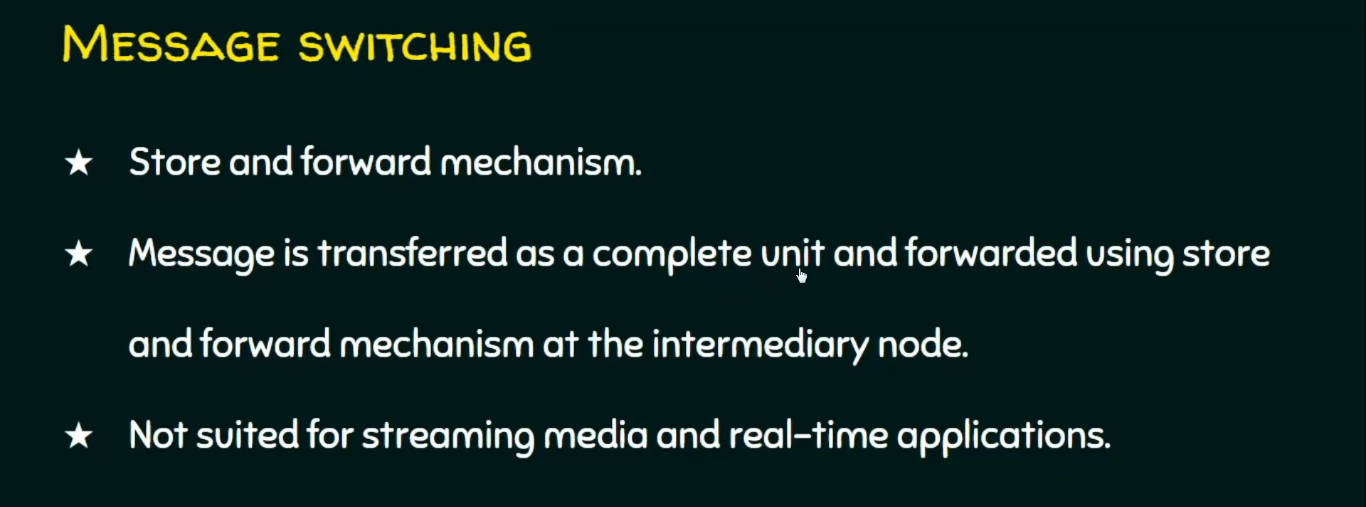 Message switching
★ Store and forward mechanism.
★ Message is transferred as a complete unit and forwarded using store
and forward mechanism at the intermediary node.
★ Not suited for streaming media and real-time applications.